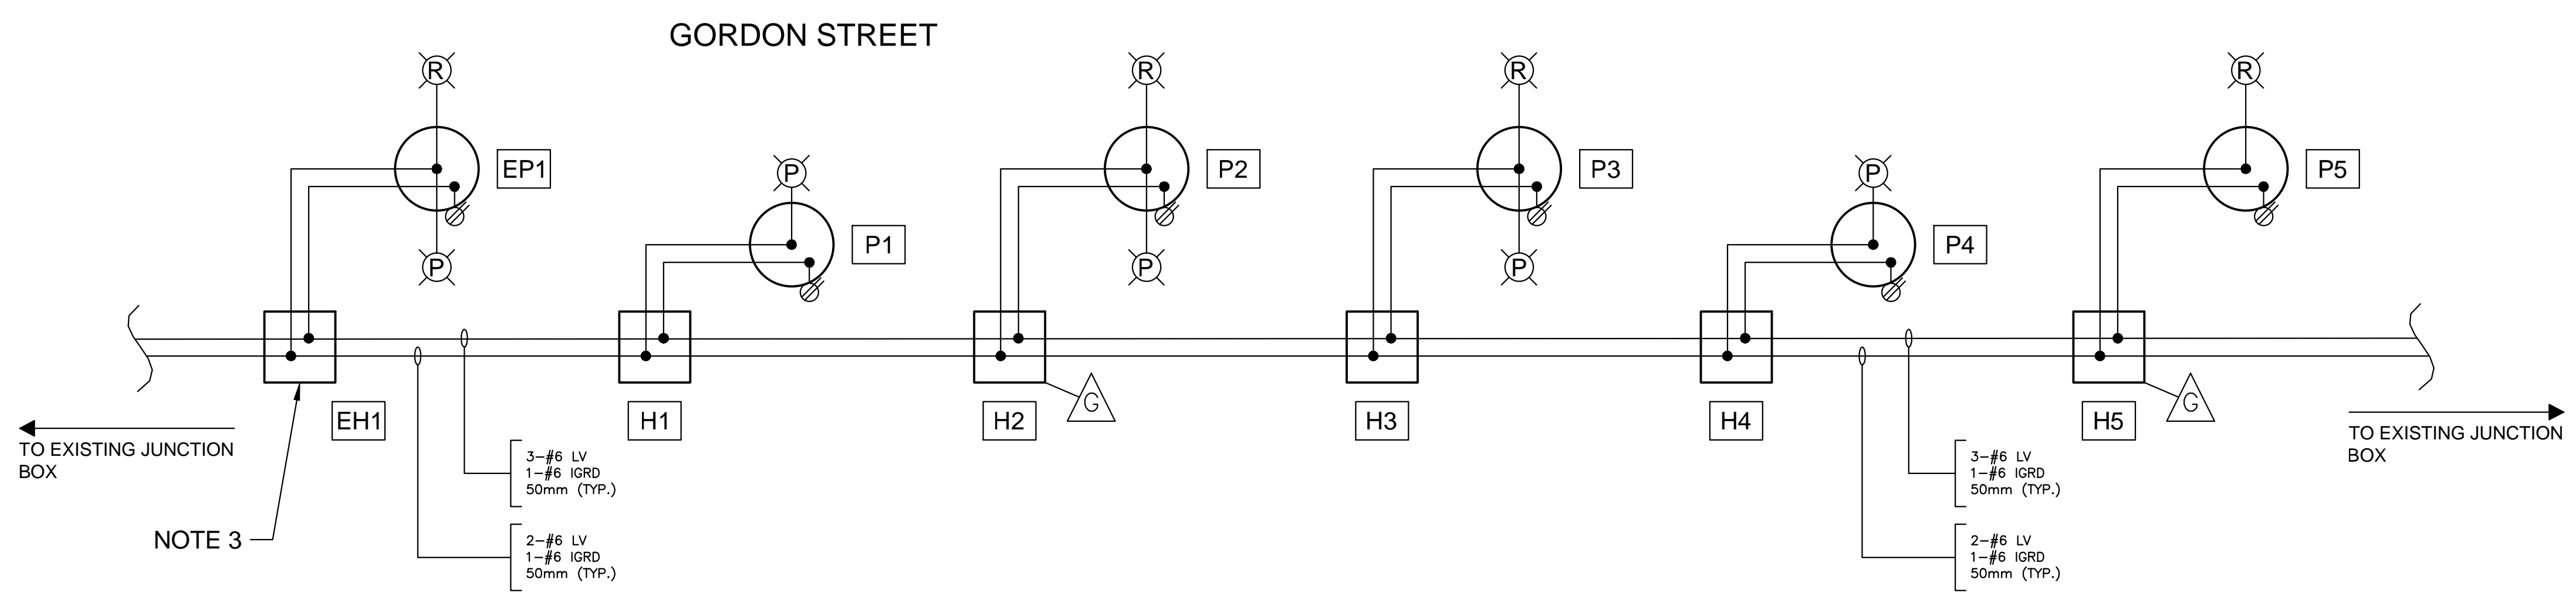 GORDON STREET
R
R
R
R
EP1
P2
P3
P5
P
P
P1
P4
P
P
P
EH1
H1
H2
G
H3
H4
H5
G
TO EXISTING JUNCTION
BOX
TO EXISTING JUNCTION
BOX
3-#6 LV
1-#6 IGRD
50mm (TYP.)
3-#6 LV
1-#6 IGRD
50mm (TYP.)
NOTE 3
2-#6 LV
1-#6 IGRD
50mm (TYP.)
2-#6 LV
1-#6 IGRD
50mm (TYP.)